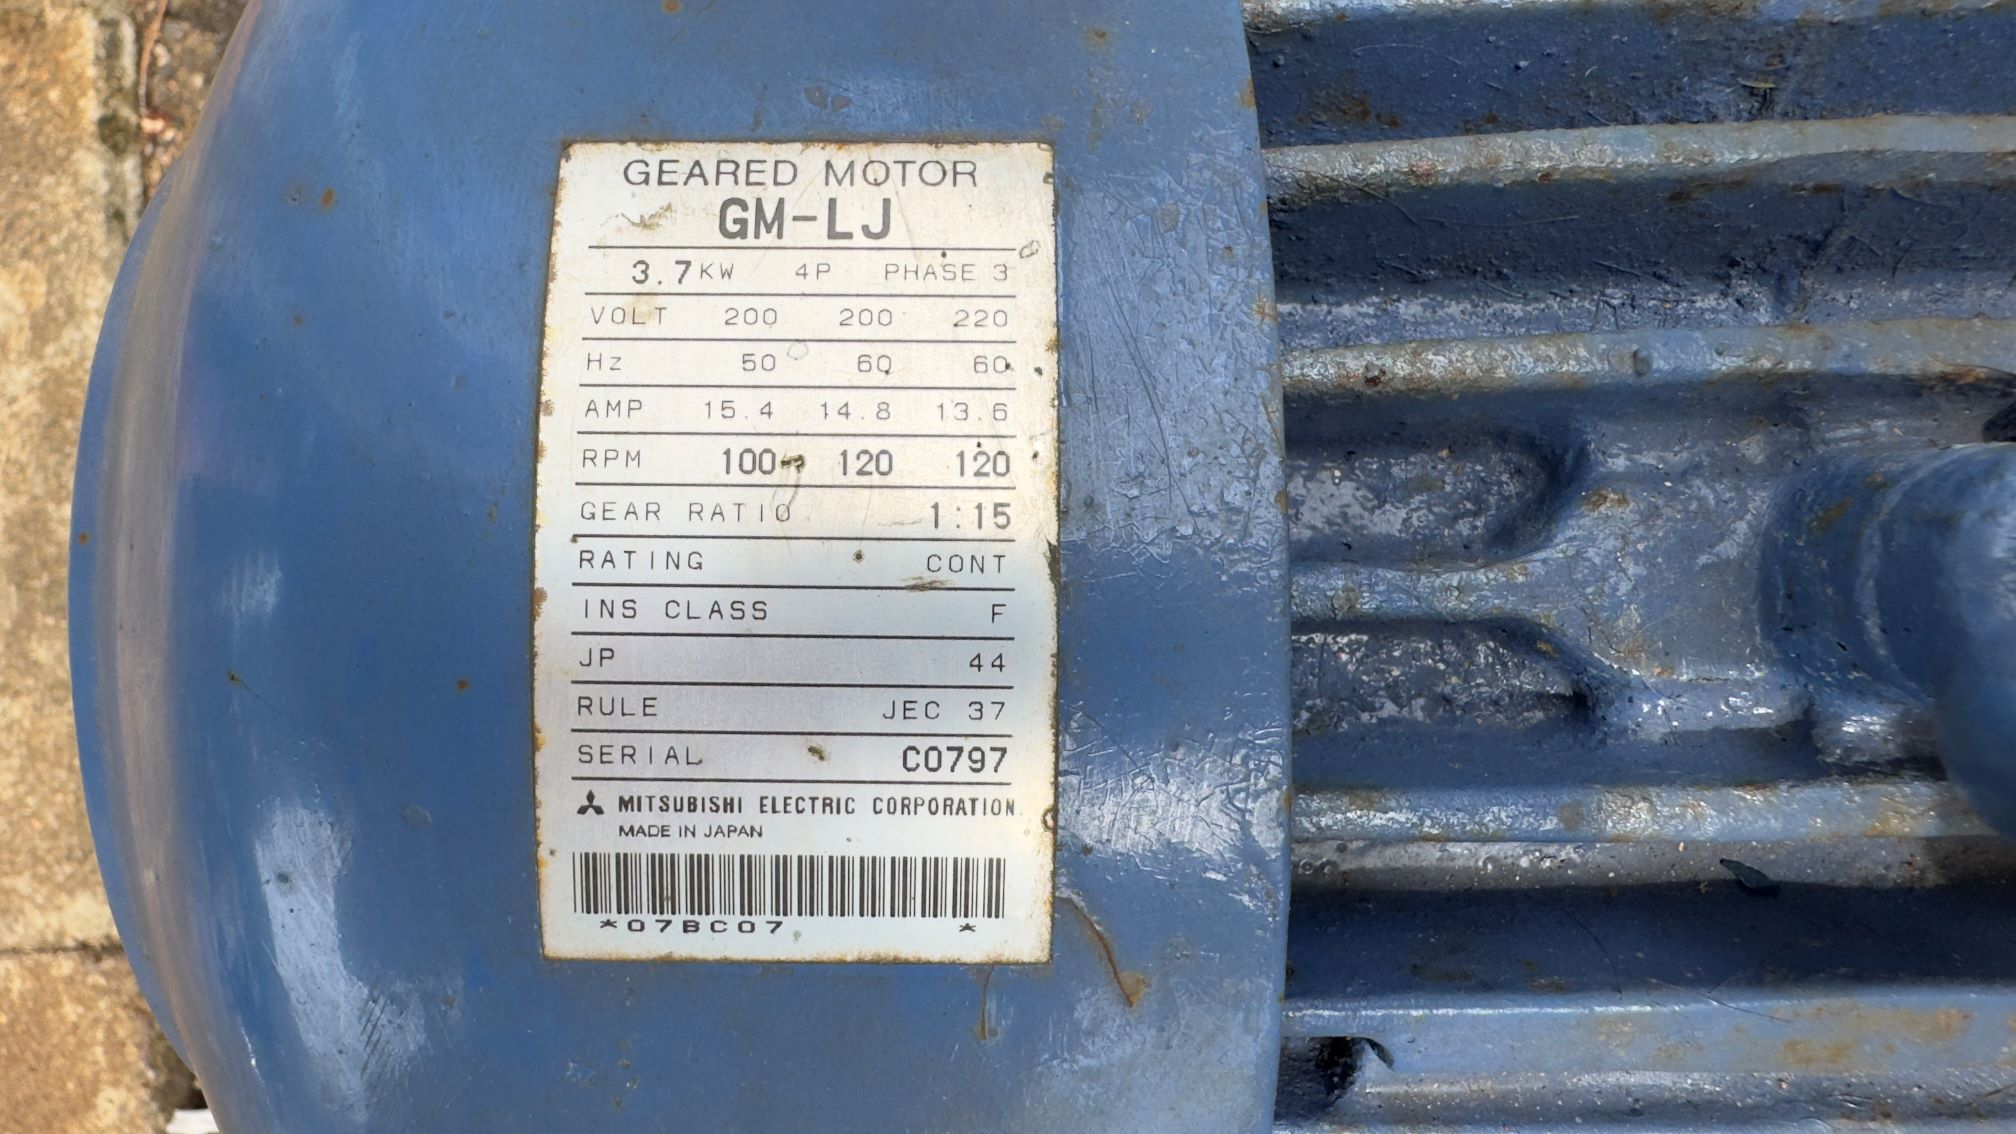 GEARED MOTOR
GM-LJ
3.7KW 4P PHASE 3
VOLT 200 200 220
Hz 50 60 60
AMP 15.4 14.8 13.6
RPM 100 120 120
GEAR RATIO 1:15
RATING CONT
INS CLASS F
JP 44
RULE JEC 37
SERIAL C0797
MITSUBISHI ELECTRIC CORPORATION
MADE IN JAPAN
*07BC07 *